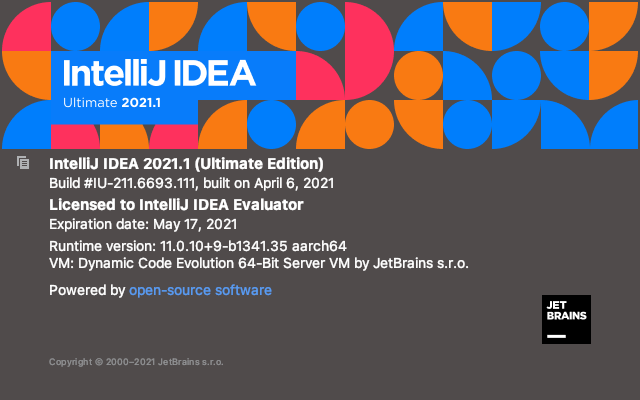 IntelliJ IDEA
Ultimate 2021.1
IntelliJ IDEA 2021.1 (Ultimate Edition)
Build #IU-211.6693.111, built on April 6, 2021
Licensed to IntelliJ IDEA Evaluator
Expiration date: May 17, 2021
Runtime version: 11.0.10+9-b1341.35 aarch64
VM: Dynamic Code Evolution 64-Bit Server VM by JetBrains s.r.o.
Powered by open-source software
JET
BRAINS
Copyright © 2000–2021 JetBrains s.r.o.